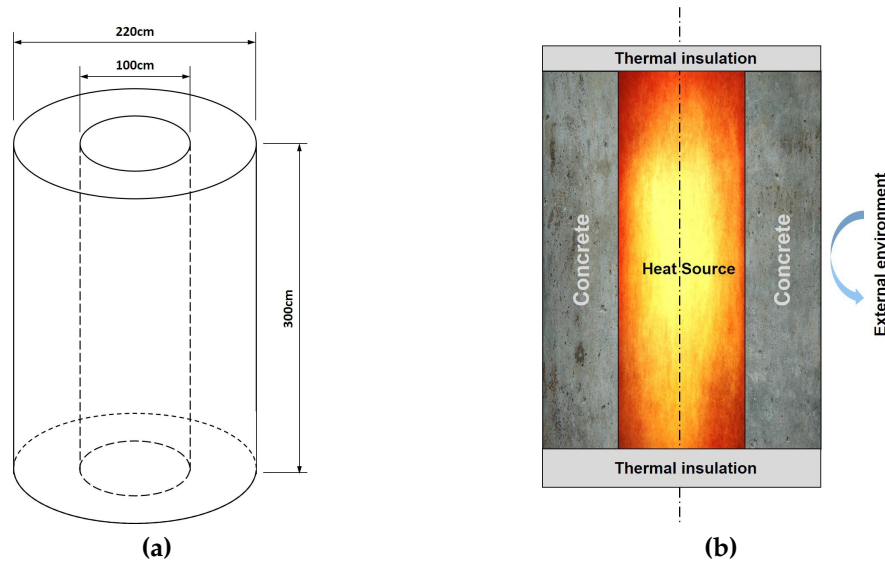 220cm
100cm
300cm
(a)
Thermal insulation
Concrete
Heat Source
Concrete
External environment
Thermal insulation
(b)